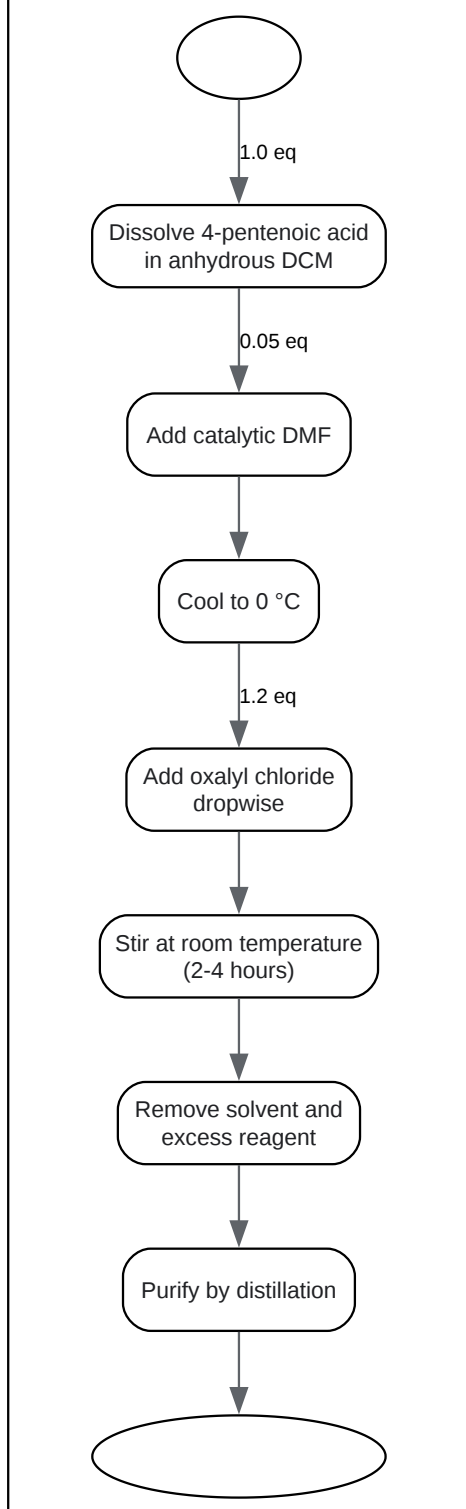 1.0 eq
Dissolve 4-pentenoic acid
in anhydrous DCM
0.05 eq
Add catalytic DMF
Cool to 0 °C
1.2 eq
Add oxalyl chloride
dropwise
Stir at room temperature
(2-4 hours)
Remove solvent and
excess reagent
Purify by distillation